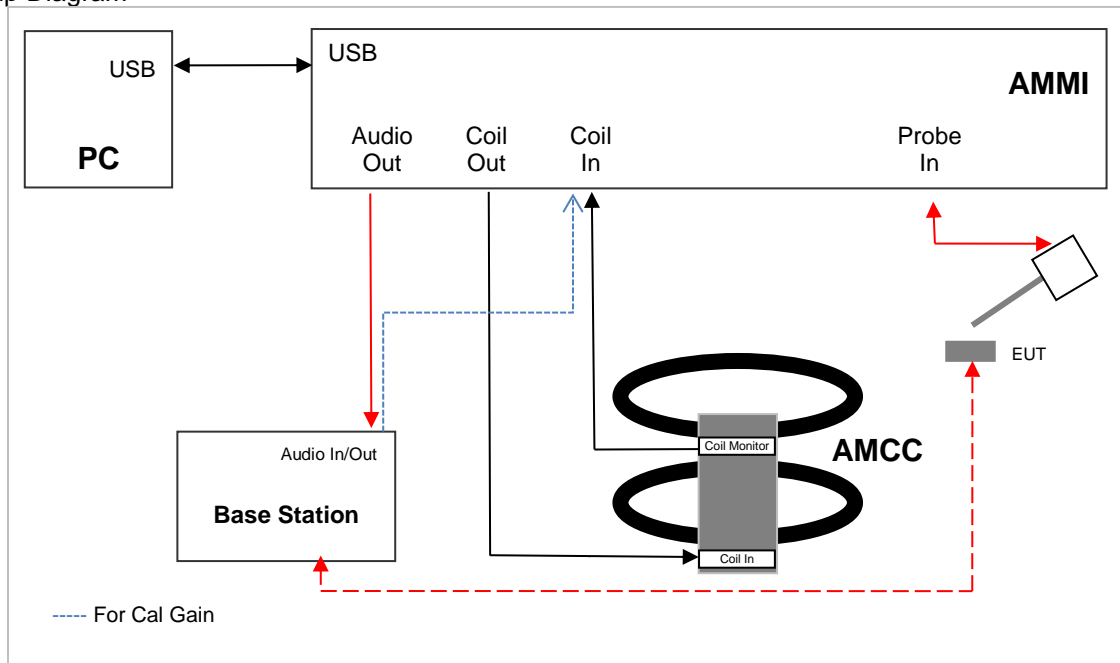 Diagram
USB
USB
AMMI
PC
Audio
Out
Coil
Out
Coil
In
Probe
In
EUT
Coil Monitor
AMCC
Audio In/Out
Base Station
Coil In
For Cal Gain